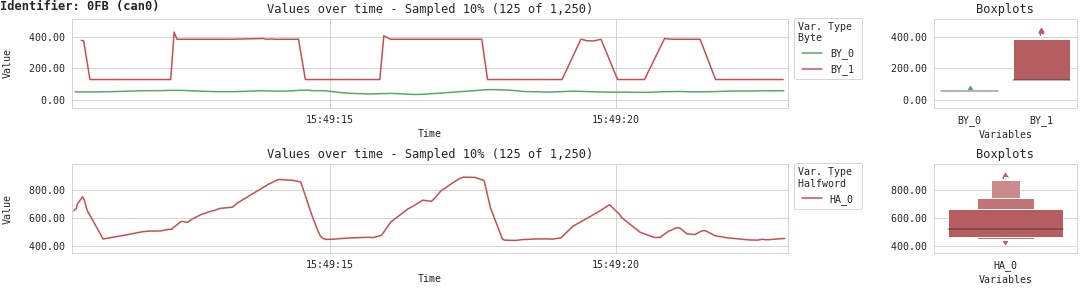 Identifier: 0FB (can0)
Values over time - Sampled 10% (125 of 1,250)
Value
400.00
200.00
0.00
15:49:15
15:49:20
Time
Var. Type
Byte
BY_0
BY_1
Boxplots
400.00
200.00
0.00
BY_0
BY_1
Variables
Values over time - Sampled 10% (125 of 1,250)
Value
800.00
600.00
400.00
15:49:15
15:49:20
Time
Var. Type
Halfword
HA_0
Boxplots
800.00
600.00
400.00
HA_0
Variables